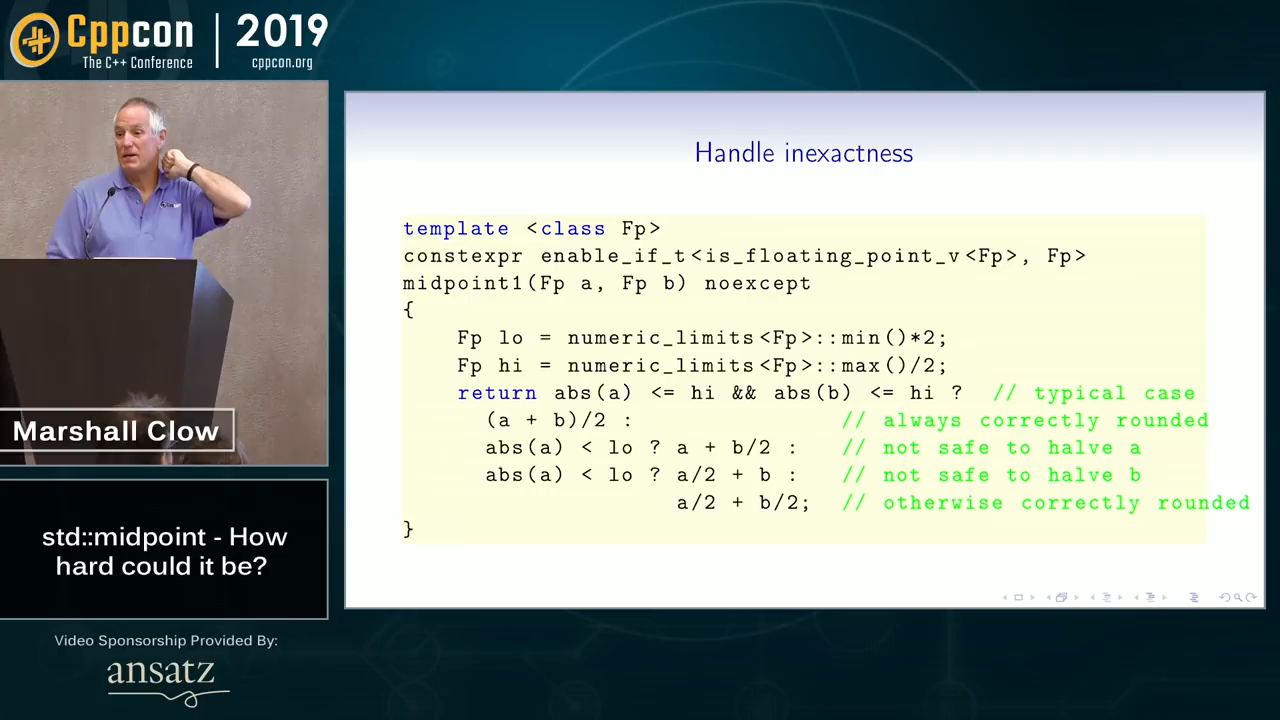 Cppcon
The C++ Conference
2019
cppcon.org
Handle inexactness
template <class Fp>
constexpr enable_if_t<is_floating_point_v<Fp>, Fp>
midpoint1(Fp a, Fp b) noexcept
{
Fp lo = numeric_limits<Fp>::min()*2;
Fp hi = numeric_limits<Fp>::max()/2;
return abs(a) <= hi && abs(b) <= hi ? // typical case
(a + b)/2 : // always correctly rounded
abs(a) < lo ? a + b/2 : // not safe to halve a
abs(a) < lo ? a/2 + b : // not safe to halve b
a/2 + b/2; // otherwise correctly rounded
}
Marshall Clow
std::midpoint - How
hard could it be?
Video Sponsorship Provided By:
ansatz